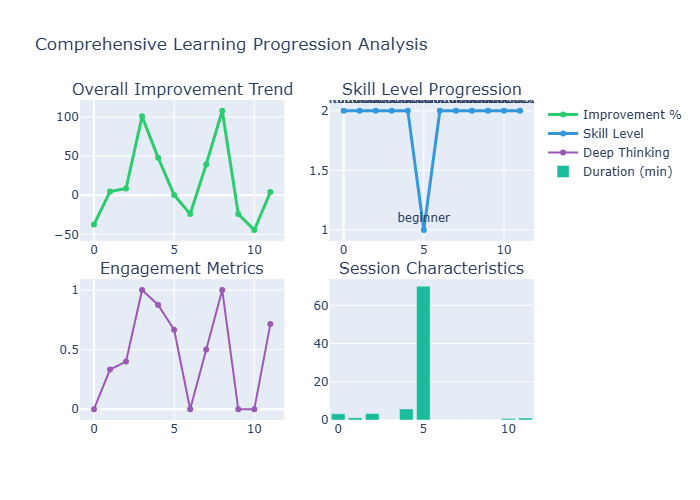 Comprehensive Learning Progression Analysis
Overall Improvement Trend
100
50
0
−50
0
5
10
Skill Level Progression
2
1.5
1
beginner
0
5
10
Improvement %
Skill Level
Deep Thinking
Duration (min)
Engagement Metrics
1
0.5
0
0
5
10
Session Characteristics
60
40
20
0
0
5
10